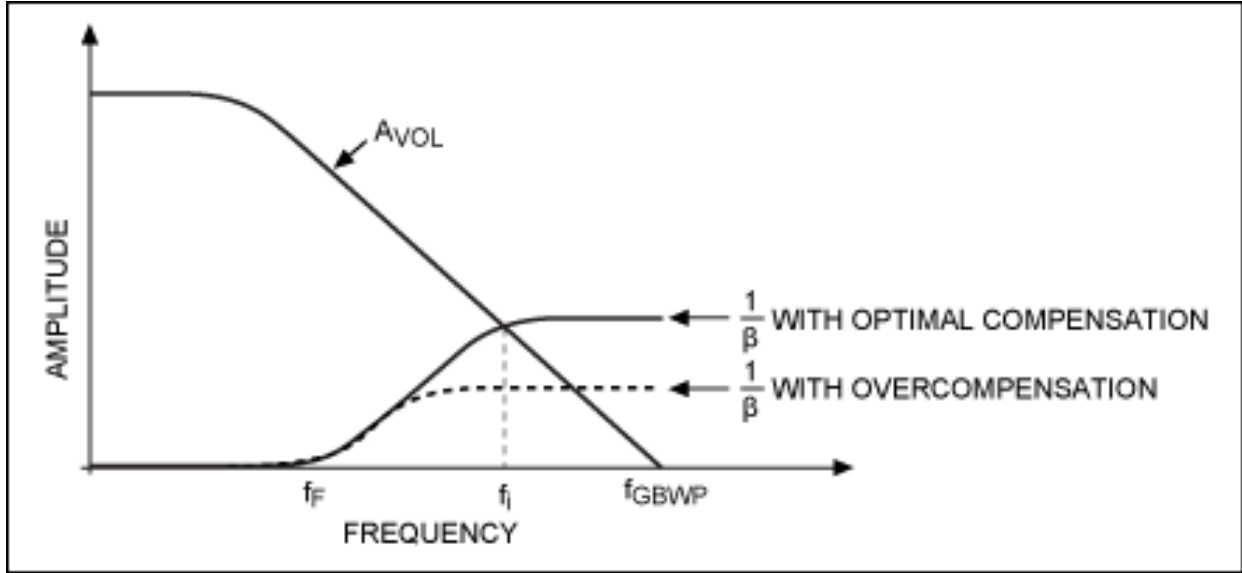 AVOL
AMPLITUDE
1/β WITH OPTIMAL COMPENSATION
1/β WITH OVERCOMPENSATION
fF
fi
fGBWP
FREQUENCY